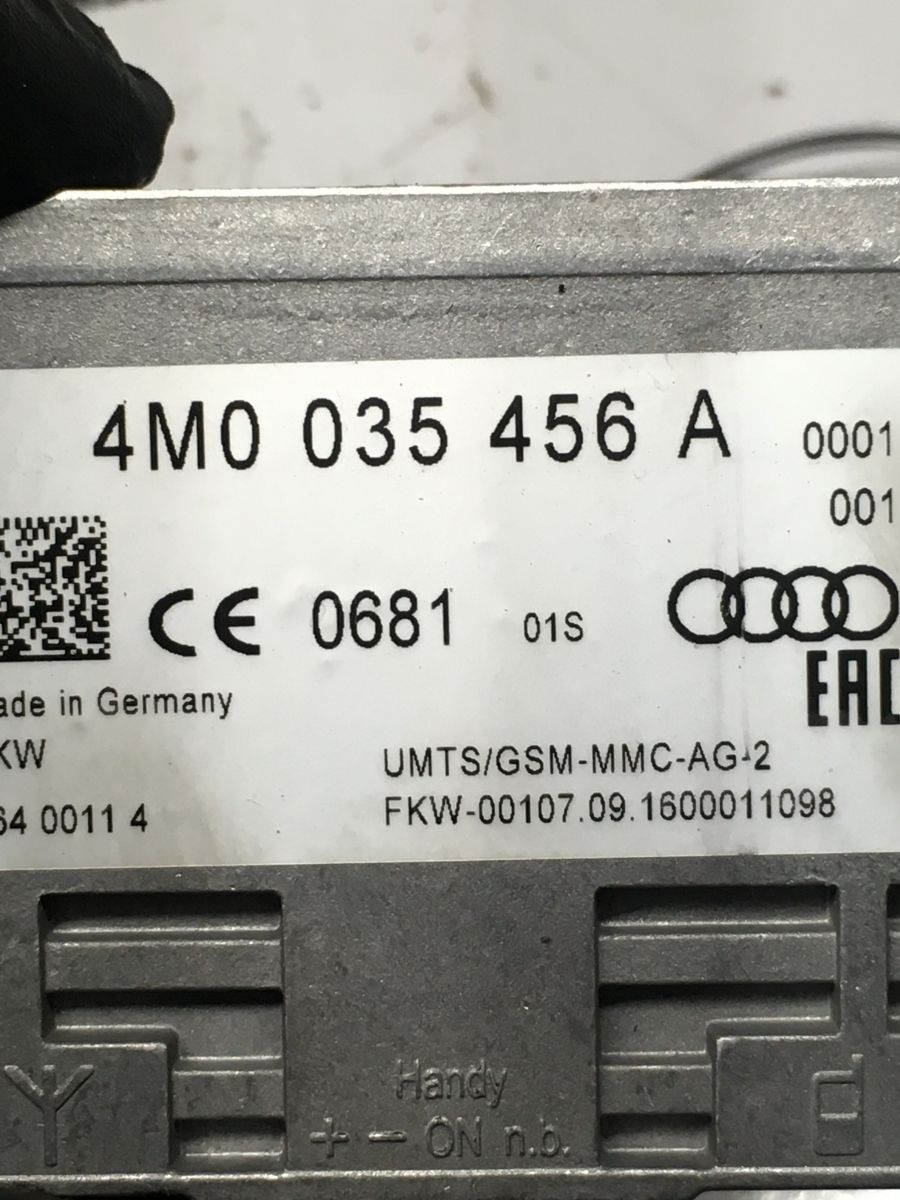 4M0 035 456 A 0001
001
CE 0681 01S
EAC
ade in Germany
KW
UMTS/GSM-MMC-AG-2
64 0011 4
FKW-00107.09.1600011098
Handy
+ - ON n.b.